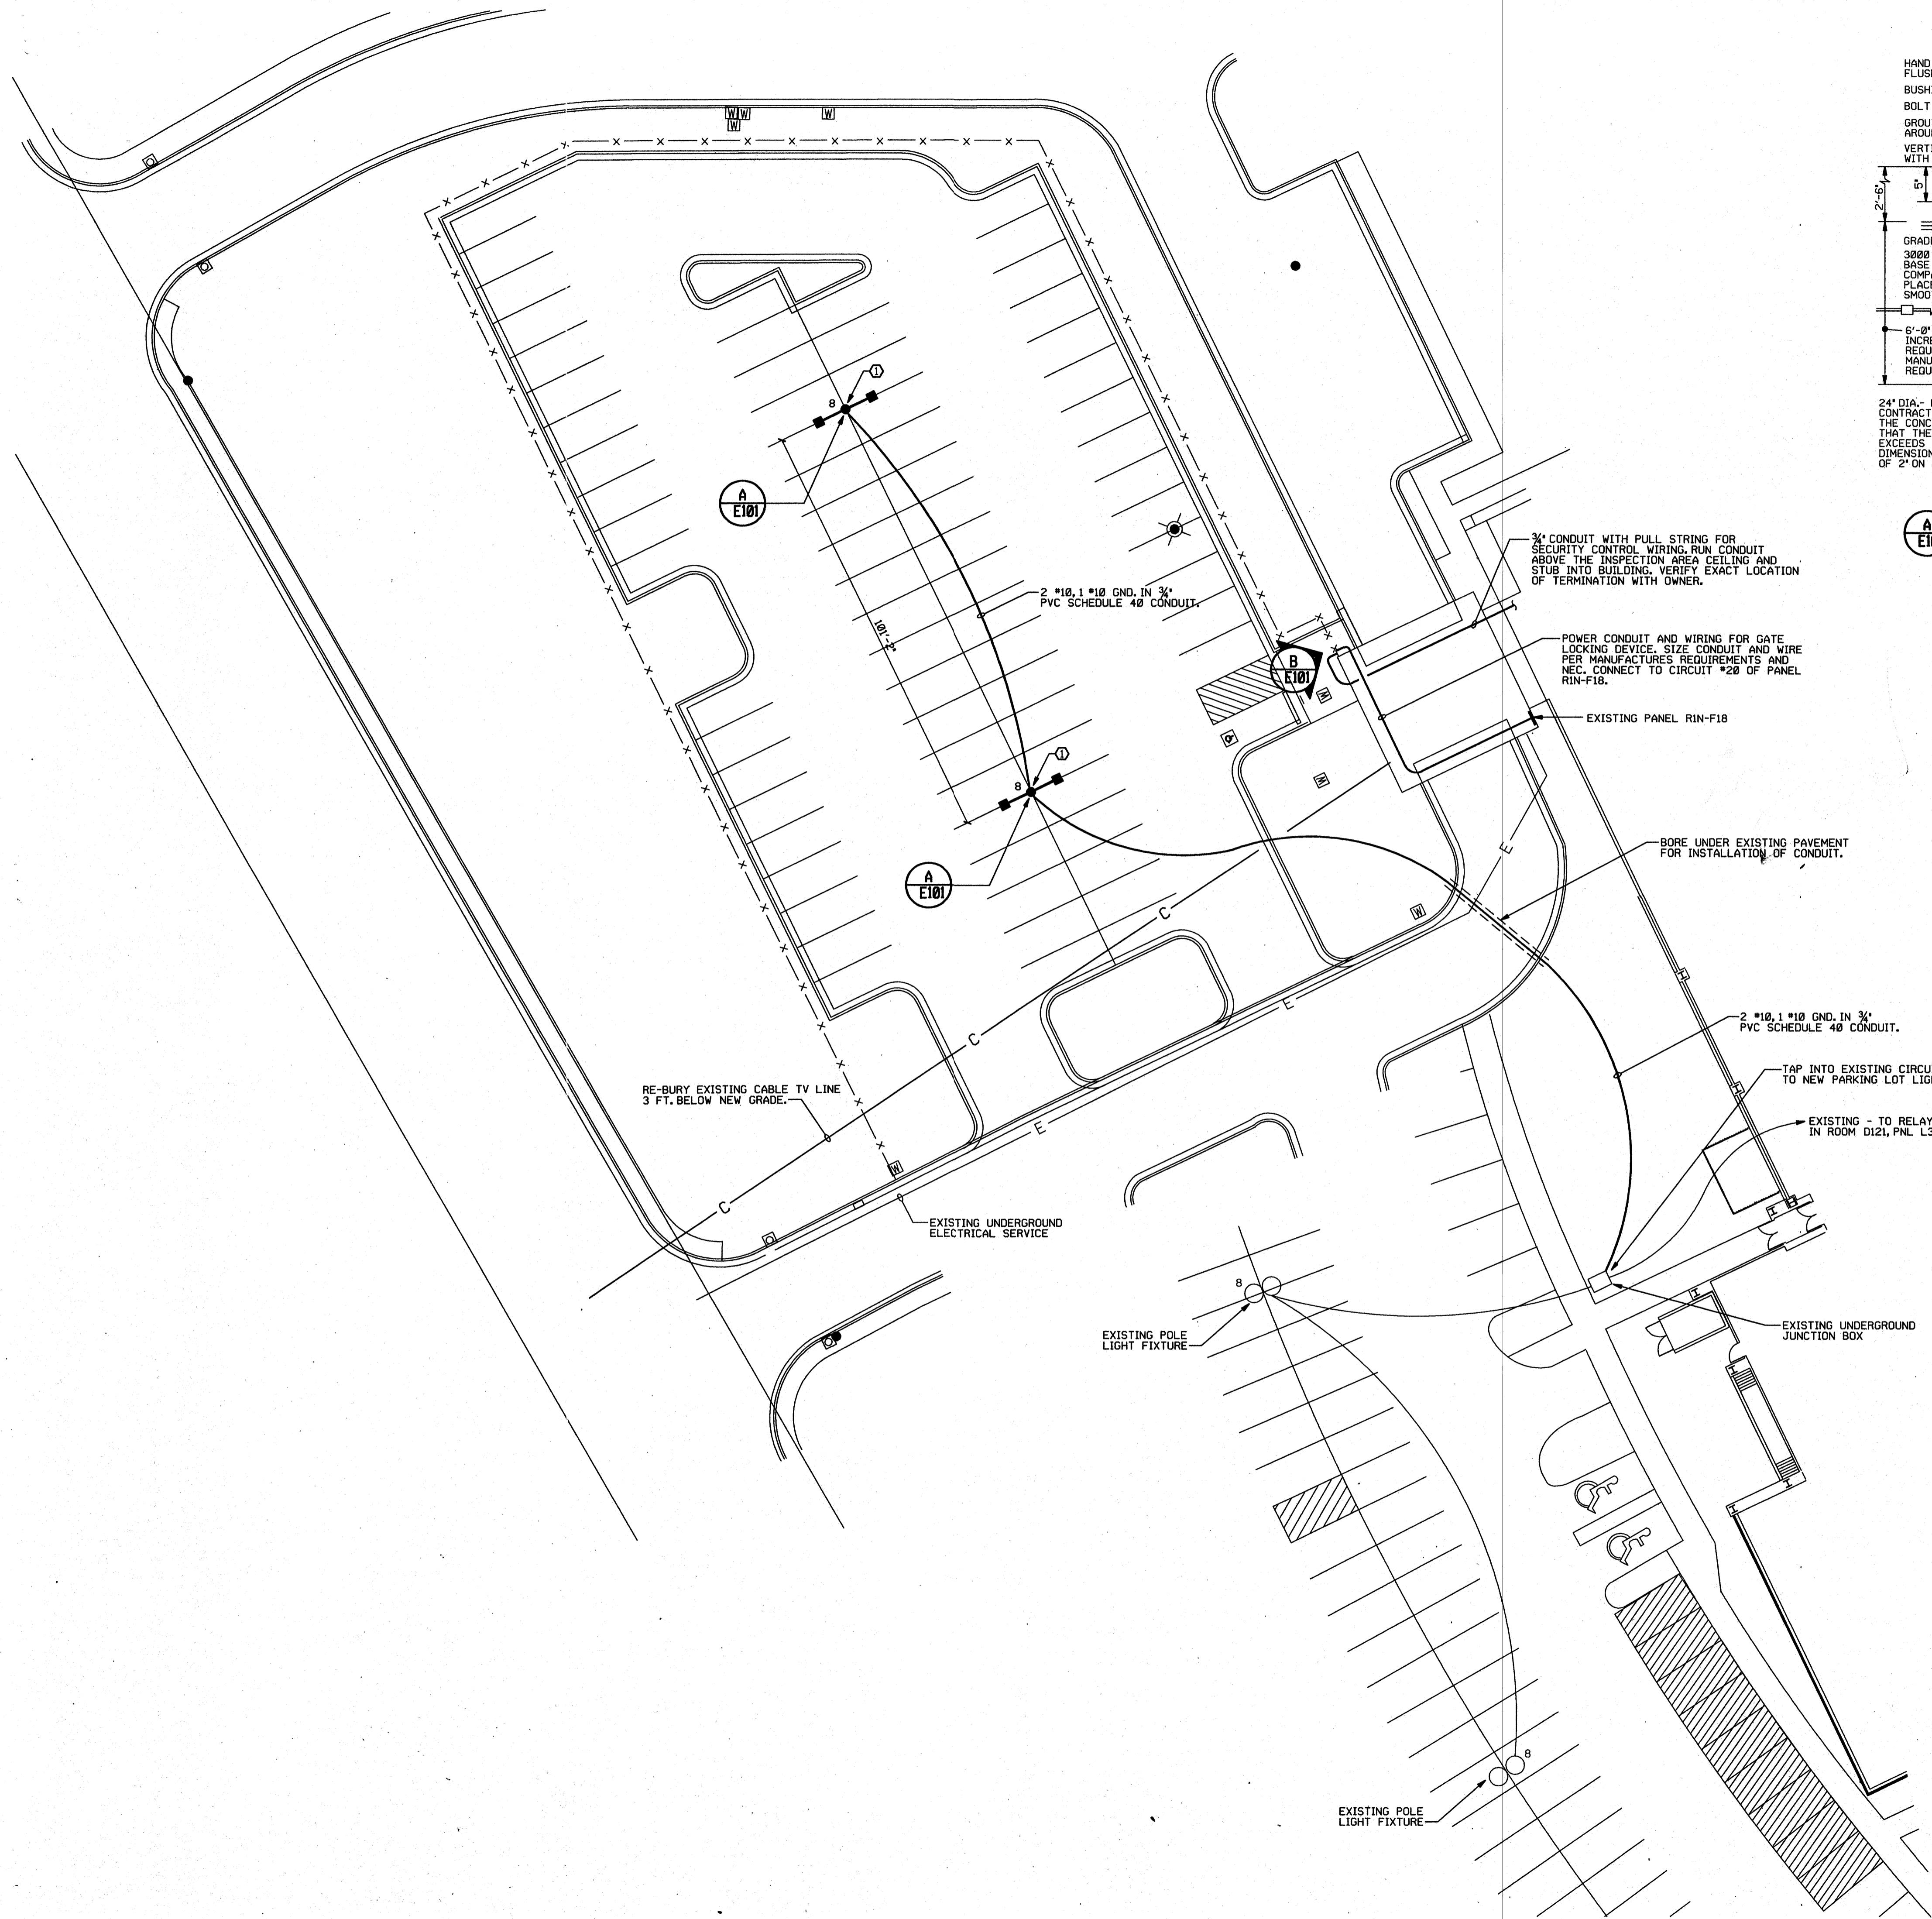 HAND
FLUS
BUSH
BOLT
GROU
AROU
VERT
WITH
2'-6"
5"
GRADE
3000
BASE
COMP
PLAC
SMOO
6'-0"
INCRE
REQU
MANU
REQU
24" DIA.-
CONTRACT
THE CONC
THAT THE
EXCEEDS
DIMENSION
OF 2" ON
A
E10
W W
W
W
1
8
A
E101
101'-2"
2 #10, 1 #10 GND. IN ¾"
PVC SCHEDULE 40 CONDUIT.
¾" CONDUIT WITH PULL STRING FOR
SECURITY CONTROL WIRING. RUN CONDUIT
ABOVE THE INSPECTION AREA CEILING AND
STUB INTO BUILDING. VERIFY EXACT LOCATION
OF TERMINATION WITH OWNER.
POWER CONDUIT AND WIRING FOR GATE
LOCKING DEVICE. SIZE CONDUIT AND WIRE
PER MANUFACTURES REQUIREMENTS AND
NEC. CONNECT TO CIRCUIT #20 OF PANEL
R1N-F18.
B
E101
W
EXISTING PANEL R1N-F18
W
1
8
A
E101
E
BORE UNDER EXISTING PAVEMENT
FOR INSTALLATION OF CONDUIT.
C
W
E
C
2 #10, 1 #10 GND. IN ¾"
PVC SCHEDULE 40 CONDUIT.
TAP INTO EXISTING CIRCU
TO NEW PARKING LOT LIG
RE-BURY EXISTING CABLE TV LINE
3 FT. BELOW NEW GRADE.
EXISTING - TO RELAY
IN ROOM D121, PNL L3
E
W
C
EXISTING UNDERGROUND
ELECTRICAL SERVICE
8
EXISTING POLE
LIGHT FIXTURE
EXISTING UNDERGROUND
JUNCTION BOX
8
EXISTING POLE
LIGHT FIXTURE